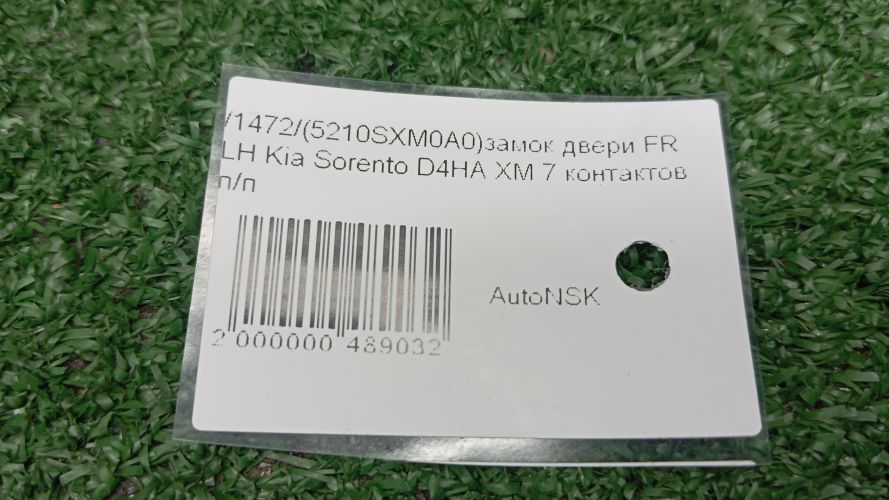 /1472/(5210SXM0A0)замок двери FR
LH Kia Sorento D4HA XM 7 контактов
п/п
AutoNSK
2 000000 489032